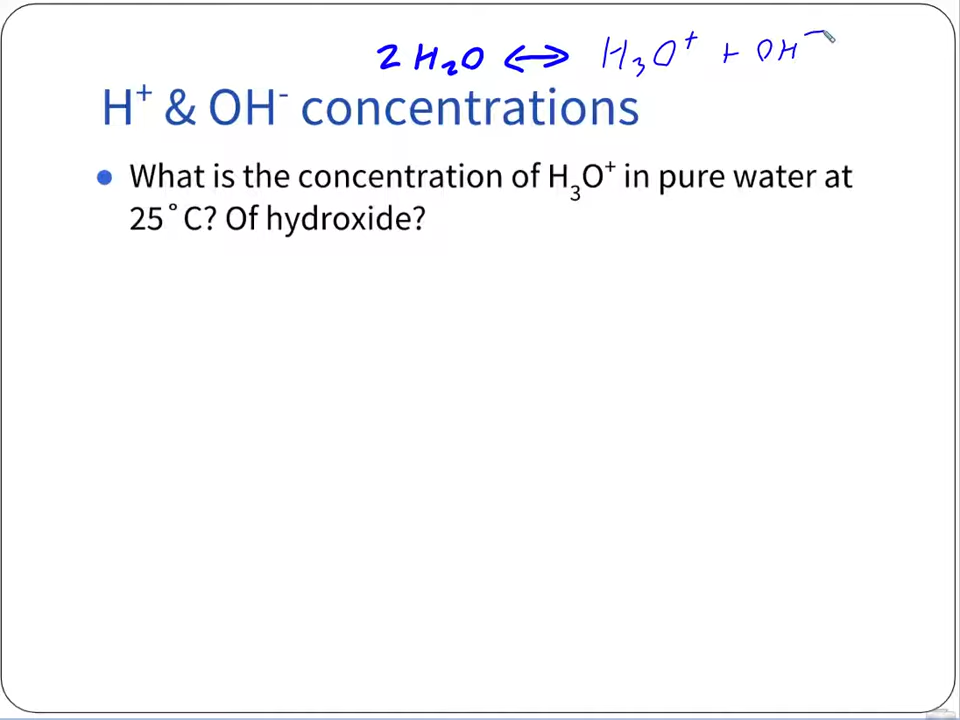 2 H₂O ⟷ H₃O⁺ + OH⁻
H⁺ & OH⁻ concentrations
• What is the concentration of H₃O⁺ in pure water at
25˚C? Of hydroxide?